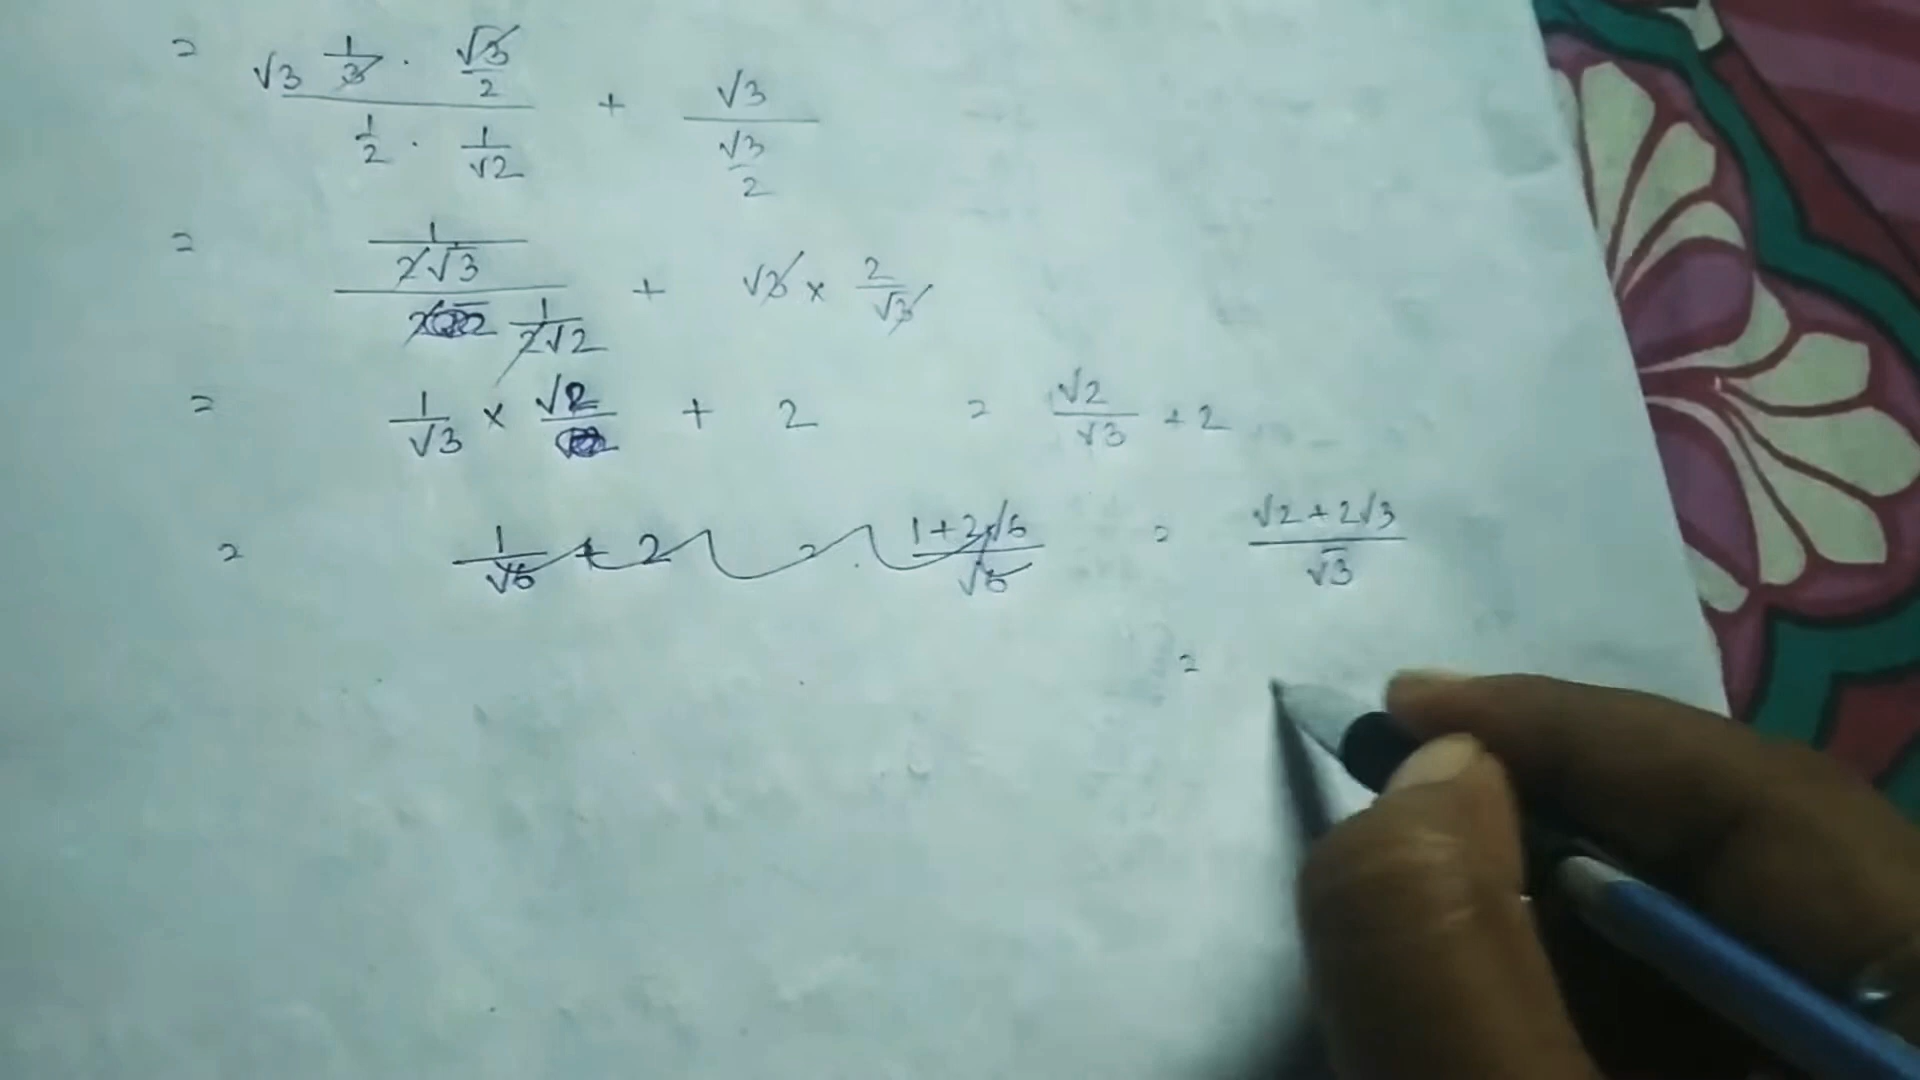 = (√3 1/3 · √3/2) / (1/2 · 1/√2) + √3 / (√3/2)
= (1/2√3) / (1/2√2) + √3 × 2/√3
= 1/√3 × √2 + 2 = √2/√3 + 2
= 1/√6 + 2 = (1+2√6)/√6 = (√2+2√3)/√3
=